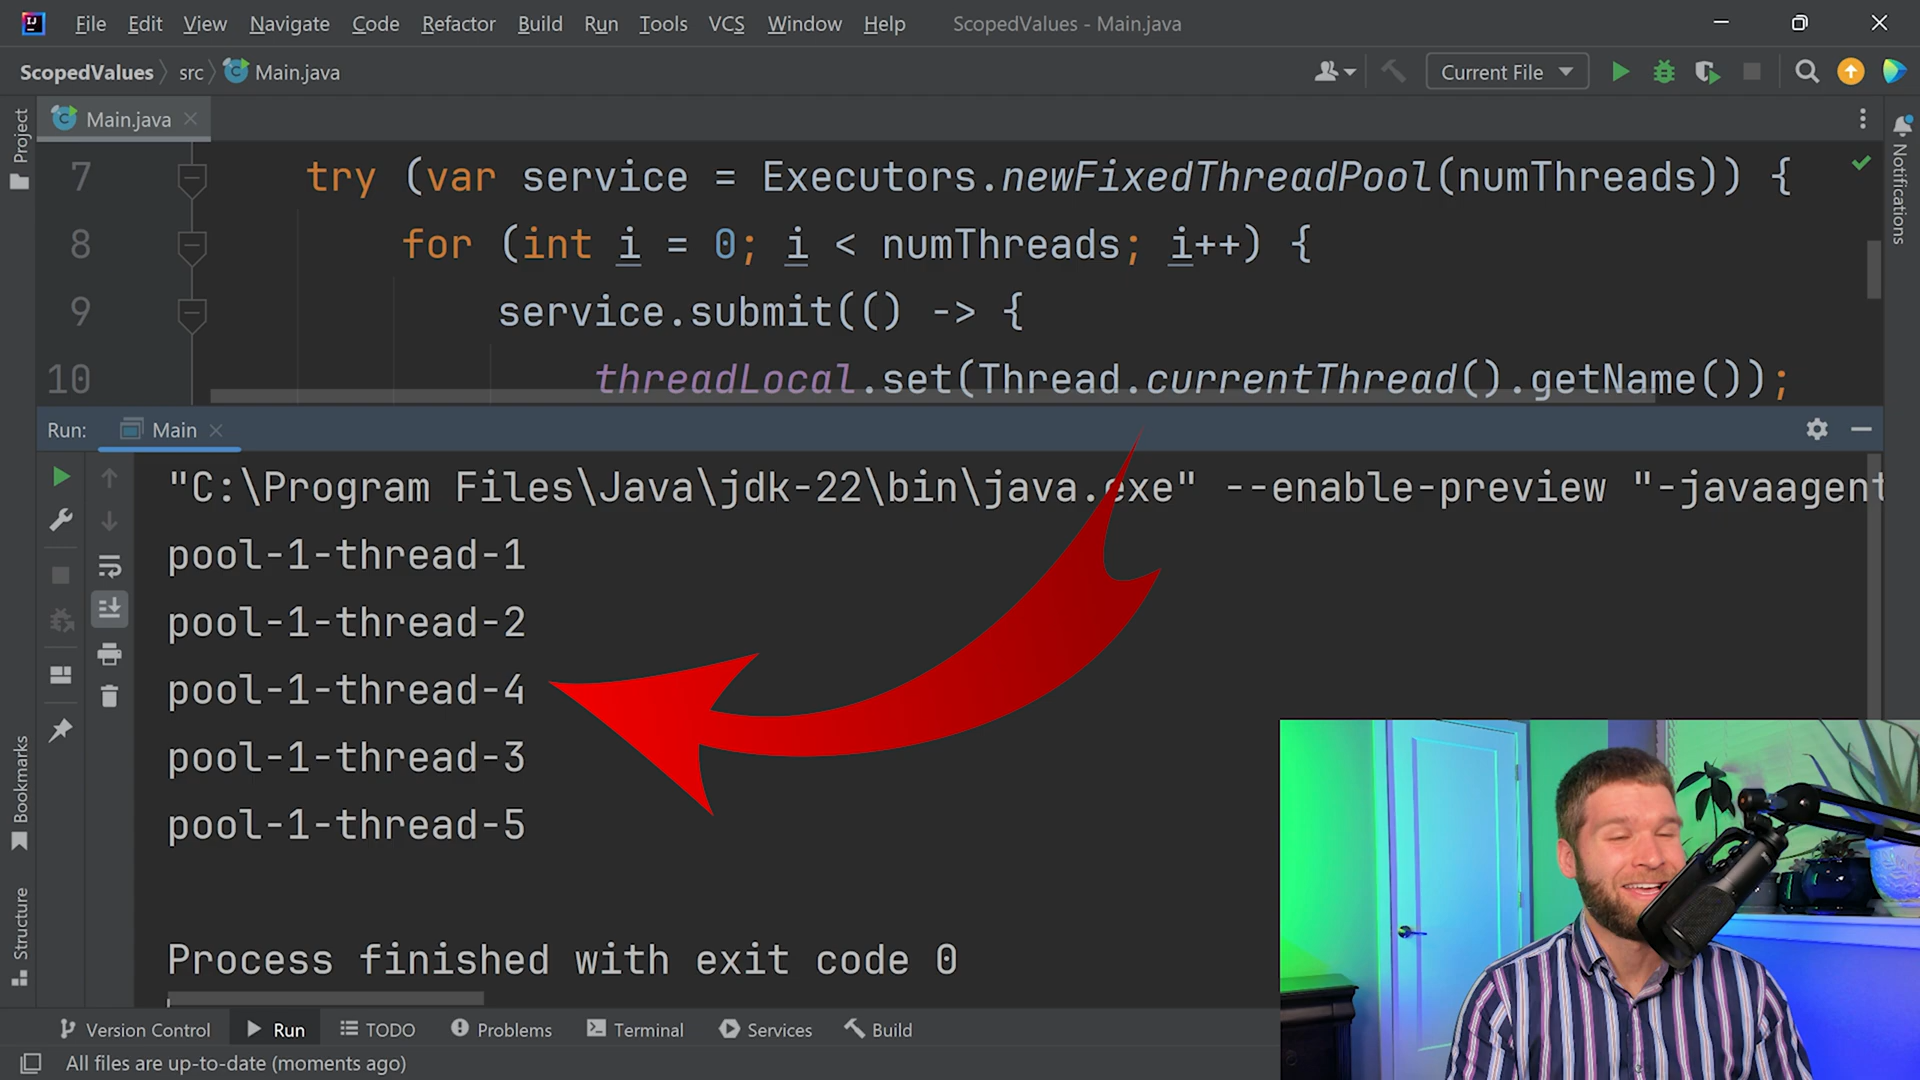 File Edit View Navigate Code Refactor Build Run Tools VCS Window Help ScopedValues - Main.java
ScopedValues src Main.java Current File
Project
Main.java
Notifications
7 try (var service = Executors.newFixedThreadPool(numThreads)) {
8 for (int i = 0; i < numThreads; i++) {
9 service.submit(() -> {
10 threadLocal.set(Thread.currentThread().getName());
Run: Main
"C:\Program Files\Java\jdk-22\bin\java.exe" --enable-preview "-javaagent
pool-1-thread-1
pool-1-thread-2
pool-1-thread-4
pool-1-thread-3
pool-1-thread-5
Process finished with exit code 0
Bookmarks
Structure
Version Control Run TODO Problems Terminal Services Build
All files are up-to-date (moments ago)